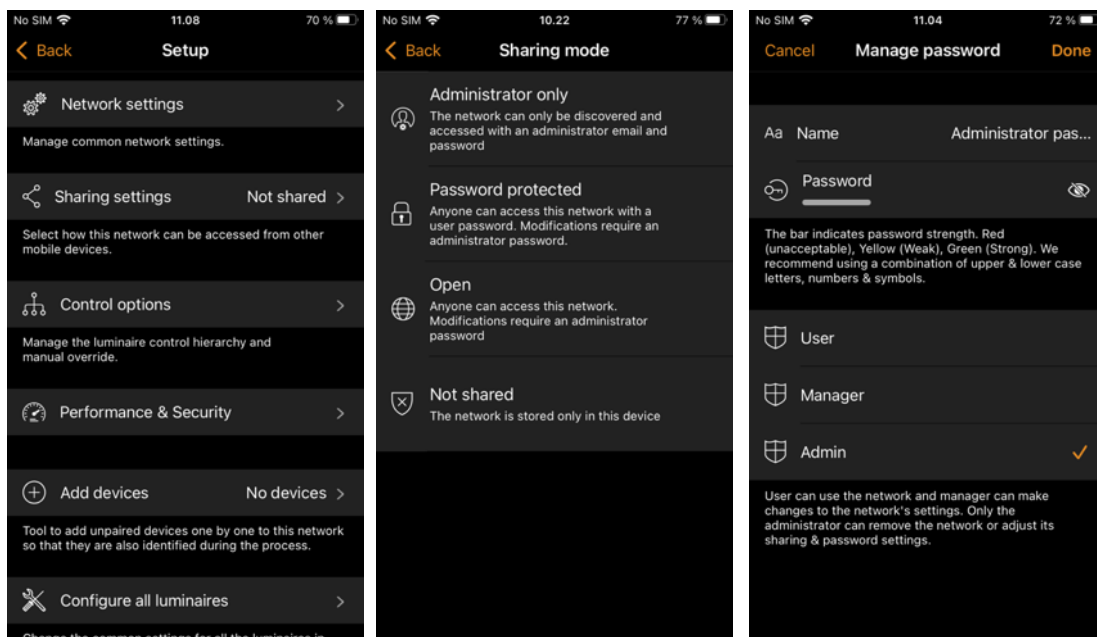 No SIM 11.08 70 %
Back Setup
Network settings
Manage common network settings.
Sharing settings Not shared
Select how this network can be accessed from other
mobile devices.
Control options
Manage the luminaire control hierarchy and
manual override.
Performance & Security
Add devices No devices
Tool to add unpaired devices one by one to this network
so that they are also identified during the process.
Configure all luminaires
Change the common settings for all the luminaires in
No SIM 10.22 77 %
Back Sharing mode
Administrator only
The network can only be discovered and
accessed with an administrator email and
password
Password protected
Anyone can access this network with a
user password. Modifications require an
administrator password.
Open
Anyone can access this network.
Modifications require an administrator
password
Not shared
The network is stored only in this device
No SIM 11.04 72 %
Cancel Manage password Done
Aa Name Administrator pas...
Password
The bar indicates password strength. Red
(unacceptable), Yellow (Weak), Green (Strong). We
recommend using a combination of upper & lower case
letters, numbers & symbols.
User
Manager
Admin
User can use the network and manager can make
changes to the network's settings. Only the
administrator can remove the network or adjust its
sharing & password settings.